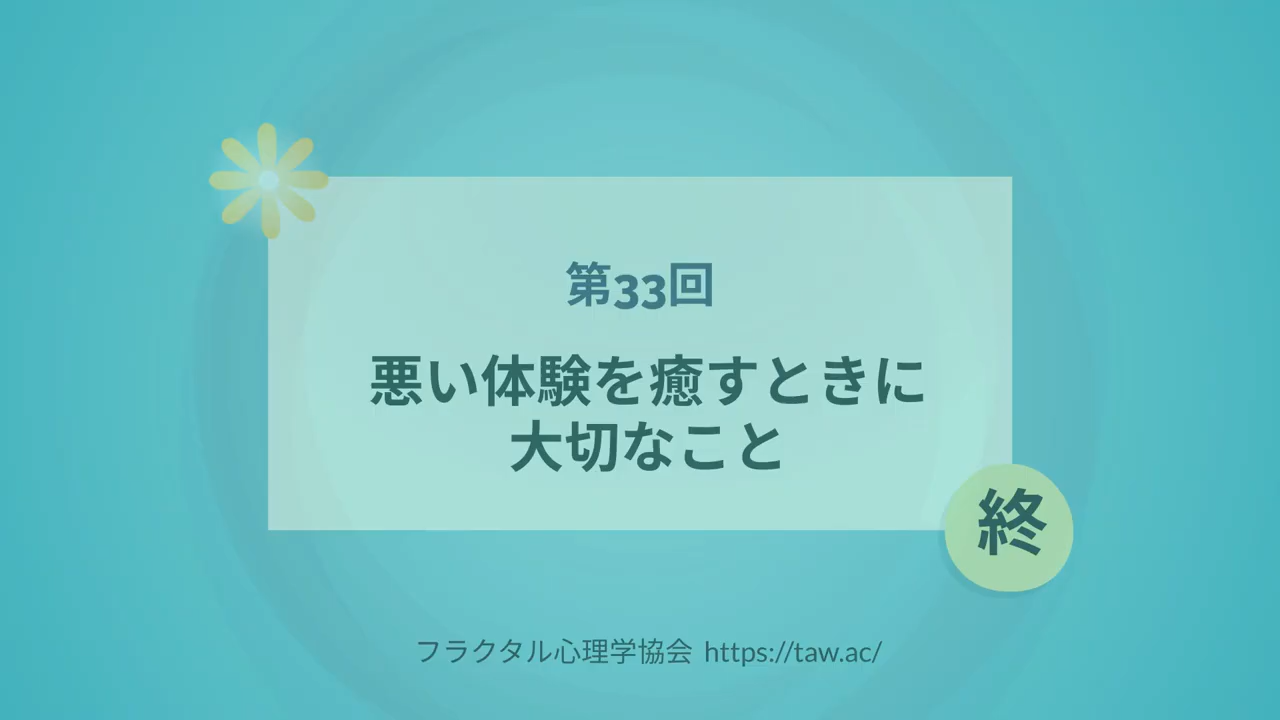 第33回
悪い体験を癒すときに
大切なこと
終
フラクタル心理学協会 https://taw.ac/